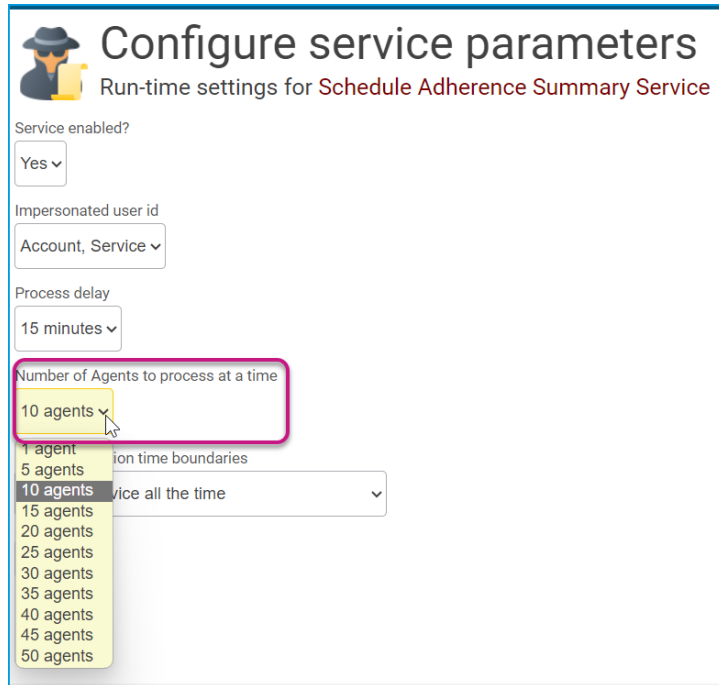 Configure service parameters
Run-time settings for Schedule Adherence Summary Service
Service enabled?
Yes
Impersonated user id
Account, Service
Process delay
15 minutes
Number of Agents to process at a time
10 agents
1 agent
ion time boundaries
5 agents
10 agents
vice all the time
15 agents
20 agents
25 agents
30 agents
35 agents
40 agents
45 agents
50 agents